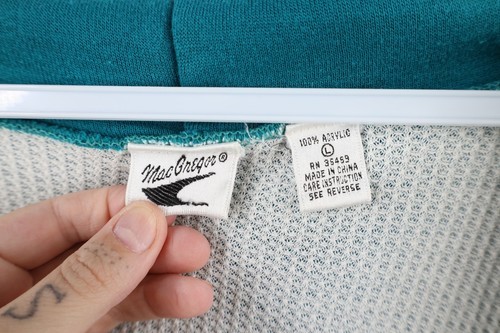 MacGregor®
100% ACRYLIC
L
RN 35459
MADE IN CHINA
CARE INSTRUCTION
SEE REVERSE
S